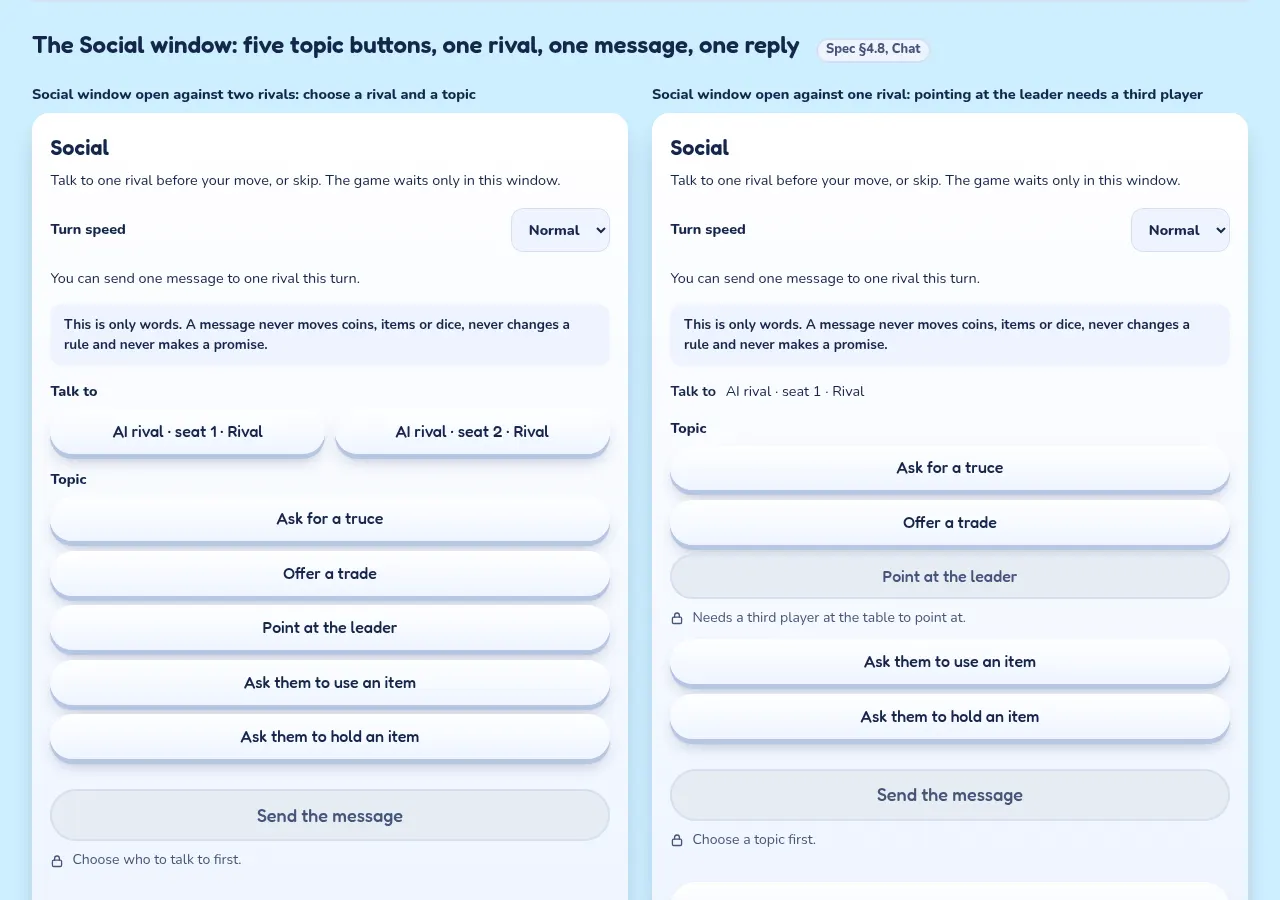 The Social window: five topic buttons, one rival, one message, one reply
Spec §4.8, Chat
Social window open against two rivals: choose a rival and a topic
Social
Talk to one rival before your move, or skip. The game waits only in this window.
Turn speed
Normal
You can send one message to one rival this turn.
This is only words. A message never moves coins, items or dice, never changes a
rule and never makes a promise.
Talk to
AI rival · seat 1 · Rival
AI rival · seat 2 · Rival
Topic
Ask for a truce
Offer a trade
Point at the leader
Ask them to use an item
Ask them to hold an item
Send the message
Choose who to talk to first.
Social window open against one rival: pointing at the leader needs a third player
Social
Talk to one rival before your move, or skip. The game waits only in this window.
Turn speed
Normal
You can send one message to one rival this turn.
This is only words. A message never moves coins, items or dice, never changes a
rule and never makes a promise.
Talk to AI rival · seat 1 · Rival
Topic
Ask for a truce
Offer a trade
Point at the leader
Needs a third player at the table to point at.
Ask them to use an item
Ask them to hold an item
Send the message
Choose a topic first.